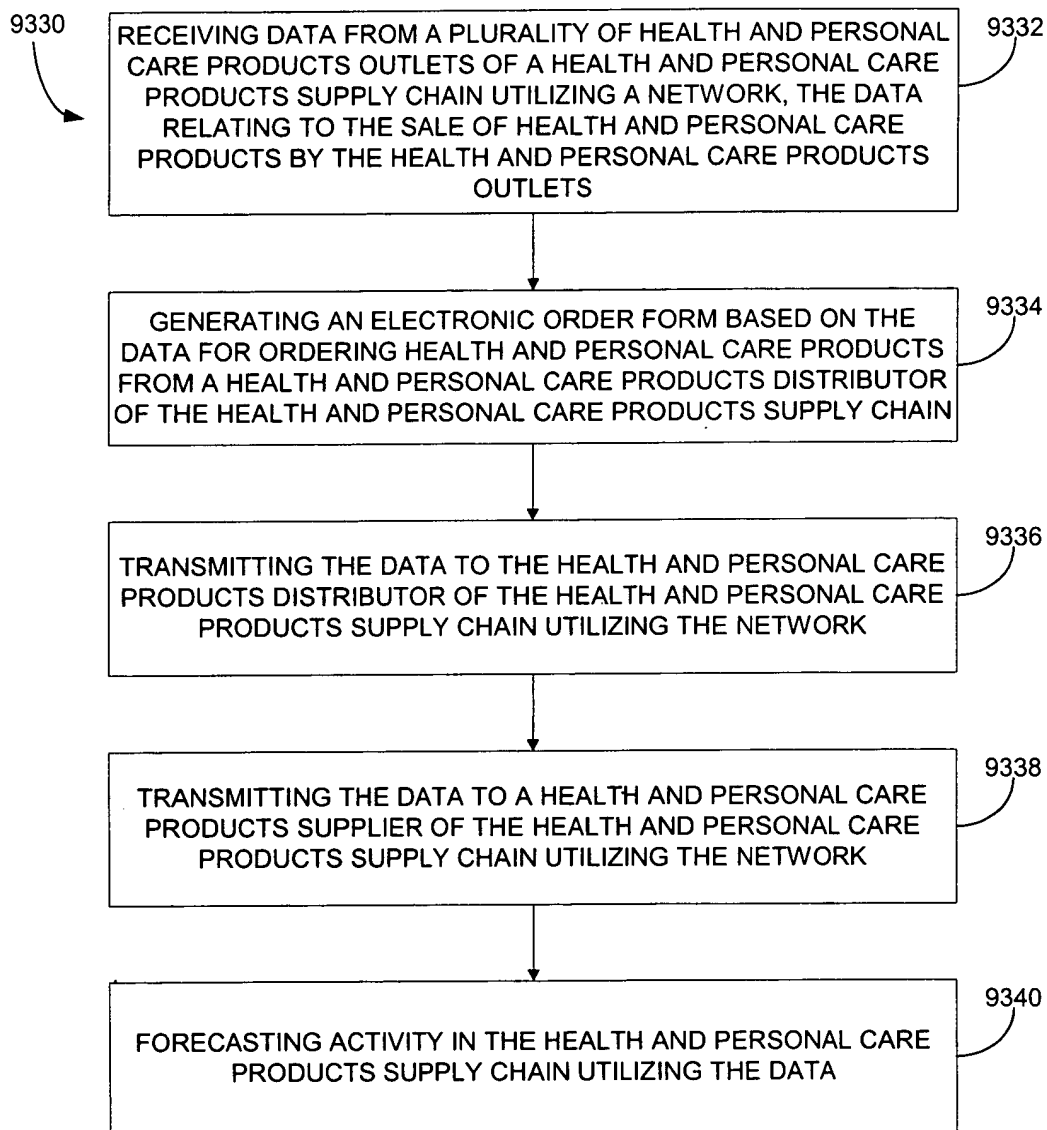 9330
RECEIVING DATA FROM A PLURALITY OF HEALTH AND PERSONAL
CARE PRODUCTS OUTLETS OF A HEALTH AND PERSONAL CARE
PRODUCTS SUPPLY CHAIN UTILIZING A NETWORK, THE DATA
RELATING TO THE SALE OF HEALTH AND PERSONAL CARE
PRODUCTS BY THE HEALTH AND PERSONAL CARE PRODUCTS
OUTLETS
9332
GENERATING AN ELECTRONIC ORDER FORM BASED ON THE
DATA FOR ORDERING HEALTH AND PERSONAL CARE PRODUCTS
FROM A HEALTH AND PERSONAL CARE PRODUCTS DISTRIBUTOR
OF THE HEALTH AND PERSONAL CARE PRODUCTS SUPPLY CHAIN
9334
TRANSMITTING THE DATA TO THE HEALTH AND PERSONAL CARE
PRODUCTS DISTRIBUTOR OF THE HEALTH AND PERSONAL CARE
PRODUCTS SUPPLY CHAIN UTILIZING THE NETWORK
9336
TRANSMITTING THE DATA TO A HEALTH AND PERSONAL CARE
PRODUCTS SUPPLIER OF THE HEALTH AND PERSONAL CARE
PRODUCTS SUPPLY CHAIN UTILIZING THE NETWORK
9338
FORECASTING ACTIVITY IN THE HEALTH AND PERSONAL CARE
PRODUCTS SUPPLY CHAIN UTILIZING THE DATA
9340